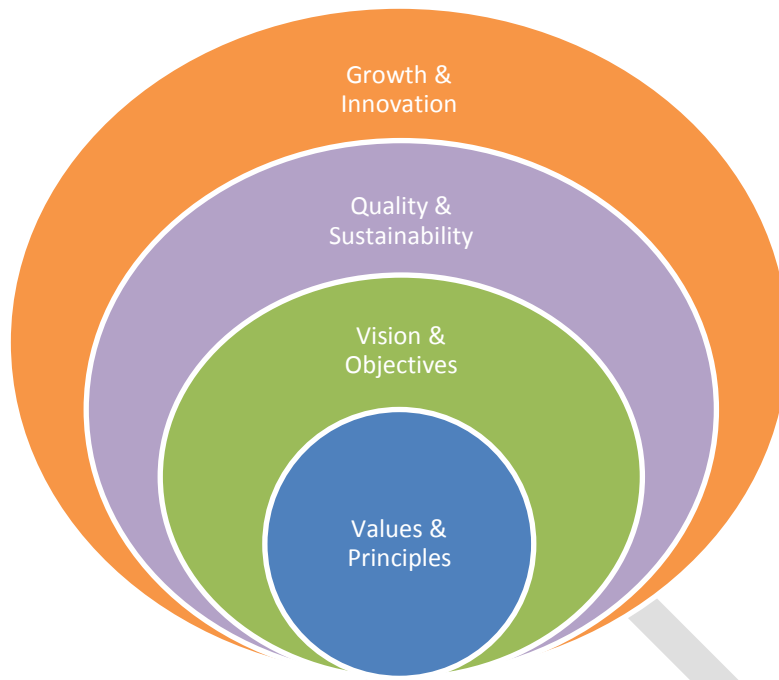 Growth &
Innovation
Quality &
Sustainability
Vision &
Objectives
Values &
Principles